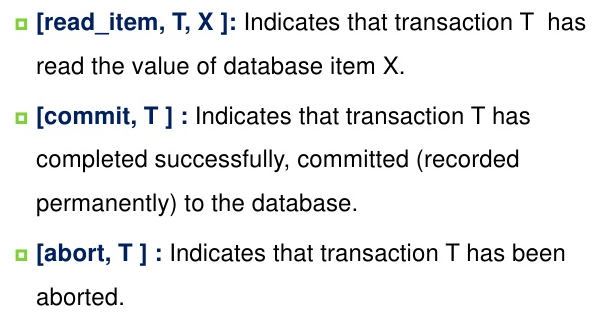 [read_item, T, X ]: Indicates that transaction T has
read the value of database item X.
[commit, T ] : Indicates that transaction T has
completed successfully, committed (recorded
permanently) to the database.
[abort, T ] : Indicates that transaction T has been
aborted.